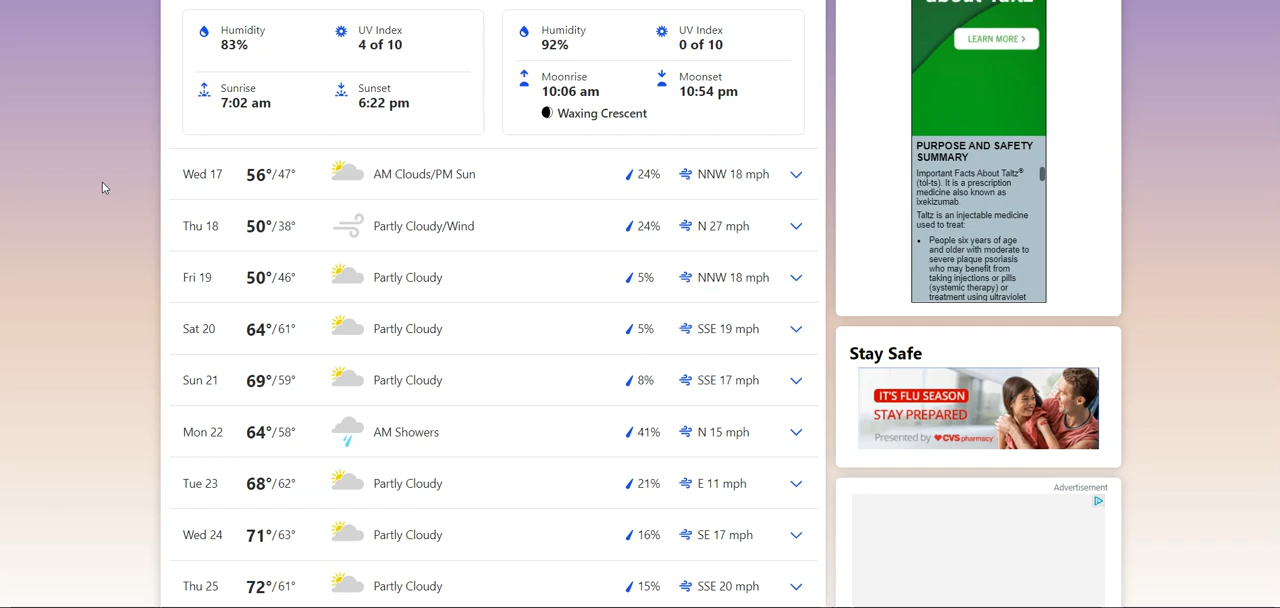 Humidity
83%
UV Index
4 of 10
Sunrise
7:02 am
Sunset
6:22 pm
Humidity
92%
UV Index
0 of 10
Moonrise
10:06 am
Moonset
10:54 pm
Waxing Crescent
Wed 17 56°/47° AM Clouds/PM Sun 24% NNW 18 mph
Thu 18 50°/38° Partly Cloudy/Wind 24% N 27 mph
Fri 19 50°/46° Partly Cloudy 5% NNW 18 mph
Sat 20 64°/61° Partly Cloudy 5% SSE 19 mph
Sun 21 69°/59° Partly Cloudy 8% SSE 17 mph
Mon 22 64°/58° AM Showers 41% N 15 mph
Tue 23 68°/62° Partly Cloudy 21% E 11 mph
Wed 24 71°/63° Partly Cloudy 16% SE 17 mph
Thu 25 72°/61° Partly Cloudy 15% SSE 20 mph
about Taltz
LEARN MORE >
PURPOSE AND SAFETY
SUMMARY
Important Facts About Taltz®
(tol-ts). It is a prescription
medicine also known as
ixekizumab.
Taltz is an injectable medicine
used to treat:
• People six years of age
and older with moderate to
severe plaque psoriasis
who may benefit from
taking injections or pills
(systemic therapy) or
treatment using ultraviolet
Stay Safe
IT'S FLU SEASON
STAY PREPARED
Presented by CVS pharmacy
Advertisement